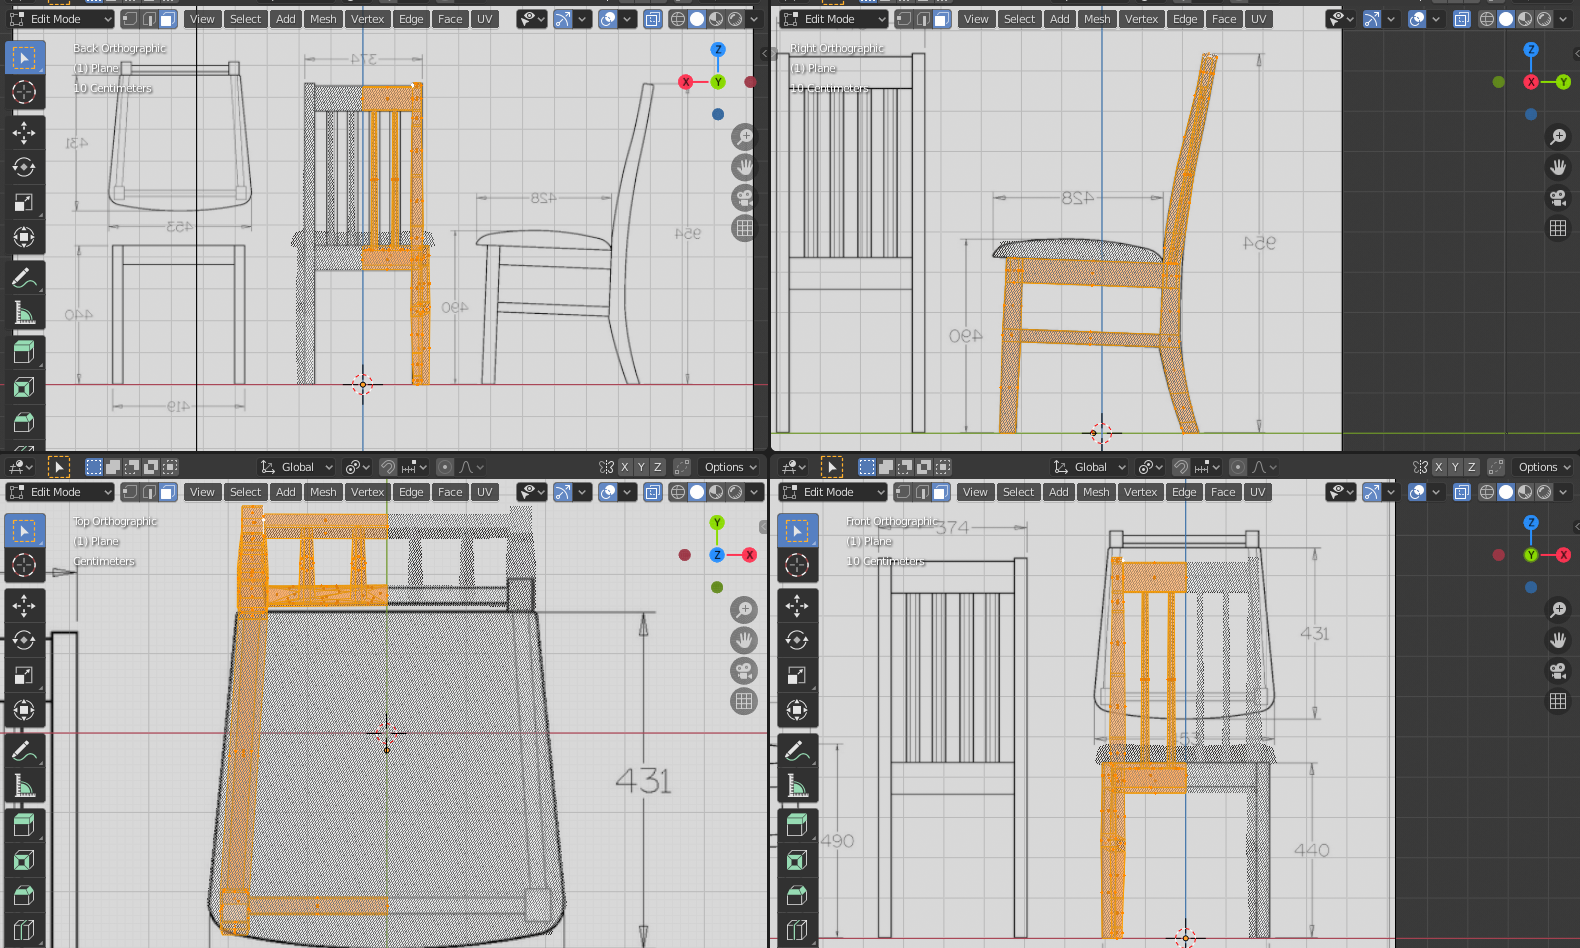 Edit Mode View Select Add Mesh Vertex Edge Face UV
Back Orthographic
(1) Plane
10 Centimeters
Z
X
Y
374
431
453
440
419
428
954
490
Edit Mode View Select Add Mesh Vertex Edge Face UV
Right Orthographic
(1) Plane
10 Centimeters
Z
X
Y
428
954
490
Global X Y Z Options
Edit Mode View Select Add Mesh Vertex Edge Face UV
Top Orthographic
(1) Plane
Centimeters
Y
Z
X
431
Global X Y Z Options
Edit Mode View Select Add Mesh Vertex Edge Face UV
Front Orthographic
(1) Plane
10 Centimeters
Z
Y
X
374
431
490
440